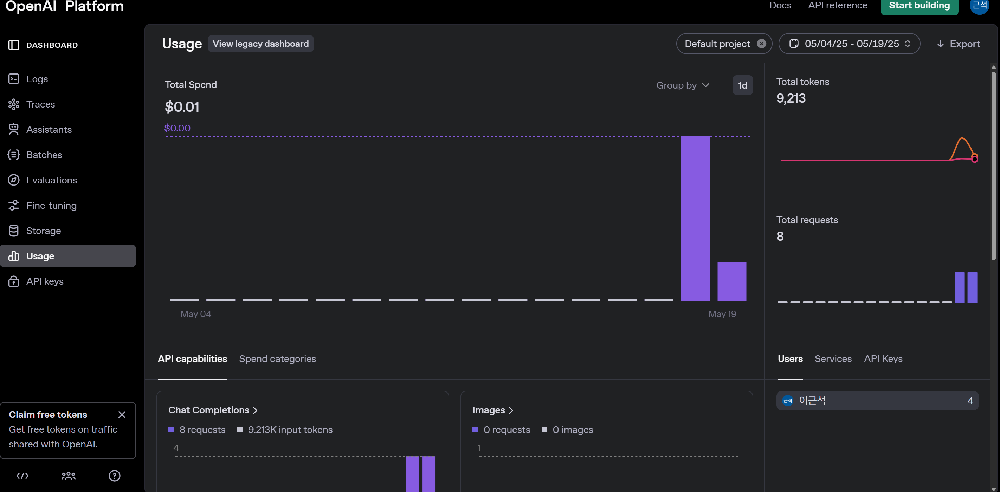 OpenAI Platform
Docs
API reference
Start building
근석
DASHBOARD
Logs
Traces
Assistants
Batches
Evaluations
Fine-tuning
Storage
Usage
API keys
Claim free tokens
Get free tokens on traffic
shared with OpenAI.
Usage
View legacy dashboard
Default project
05/04/25 - 05/19/25
Export
Total Spend
Group by
1d
$0.01
$0.00
May 04
May 19
Total tokens
9,213
Total requests
8
API capabilities
Spend categories
Chat Completions
8 requests
9.213K input tokens
4
Images
0 requests
0 images
1
Users
Services
API Keys
근석
이근석
4